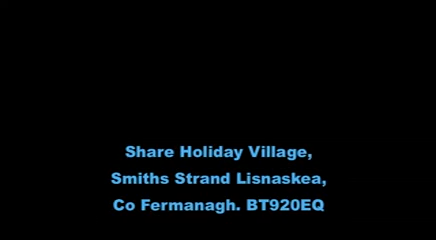 Share Holiday Village,
Smiths Strand Lisnaskea,
Co Fermanagh. BT920EQ